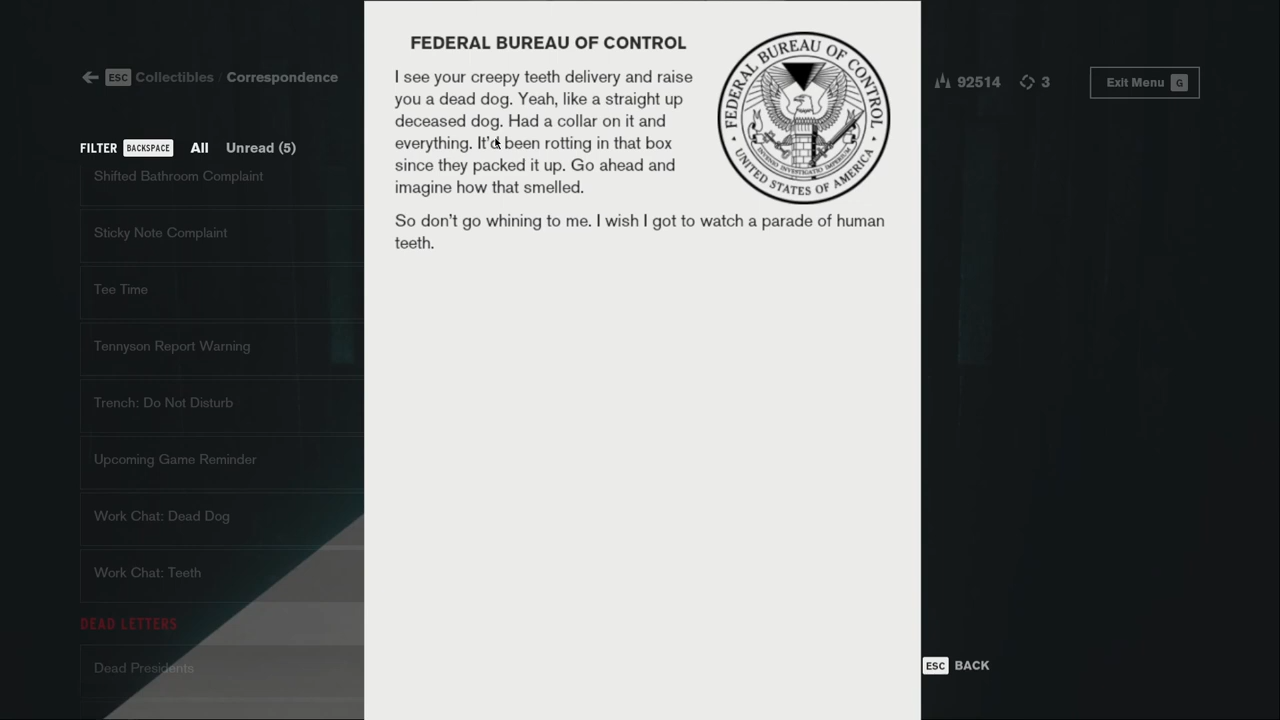 FEDERAL BUREAU OF CONTROL
I see your creepy teeth delivery and raise
you a dead dog. Yeah, like a straight up
deceased dog. Had a collar on it and
everything. It'd been rotting in that box
since they packed it up. Go ahead and
imagine how that smelled.
So don't go whining to me. I wish I got to watch a parade of human
teeth.
FEDERAL BUREAU OF CONTROL
UNITED STATES OF AMERICA
ESC Collectibles / Correspondence
92514 3
Exit Menu G
FILTER BACKSPACE All Unread (5)
Shifted Bathroom Complaint
Sticky Note Complaint
Tee Time
Tennyson Report Warning
Trench: Do Not Disturb
Upcoming Game Reminder
Work Chat: Dead Dog
Work Chat: Teeth
DEAD LETTERS
Dead Presidents
ESC BACK